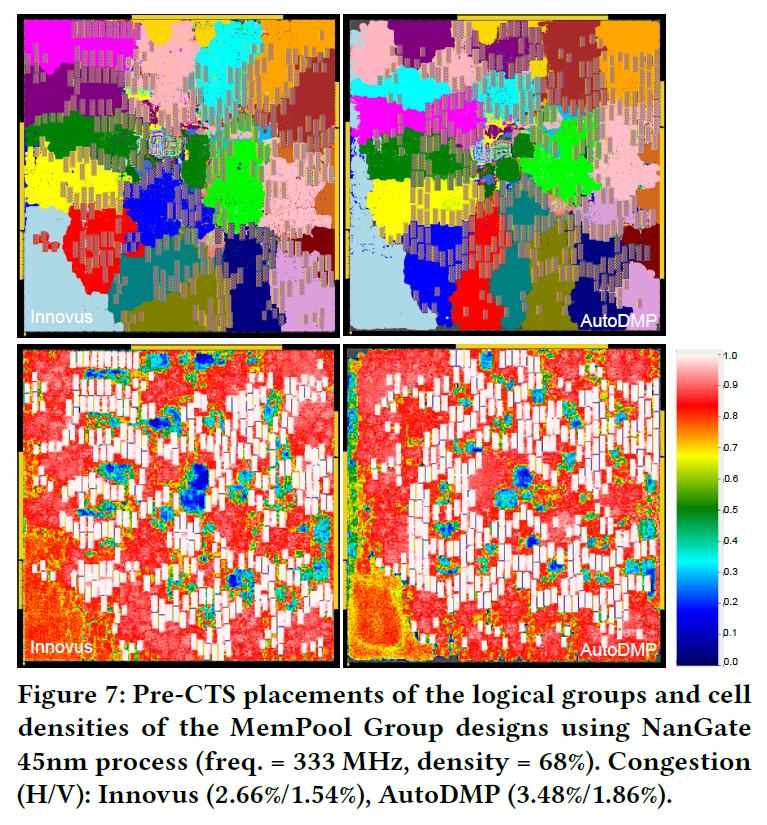 Innovus
AutoDMP
1.0
0.9
0.8
0.7
0.6
0.5
0.4
0.3
0.2
0.1
0.0
Innovus
AutoDMP
Figure 7: Pre-CTS placements of the logical groups and cell
densities of the MemPool Group designs using NanGate
45nm process (freq. = 333 MHz, density = 68%). Congestion
(H/V): Innovus (2.66%/1.54%), AutoDMP (3.48%/1.86%).